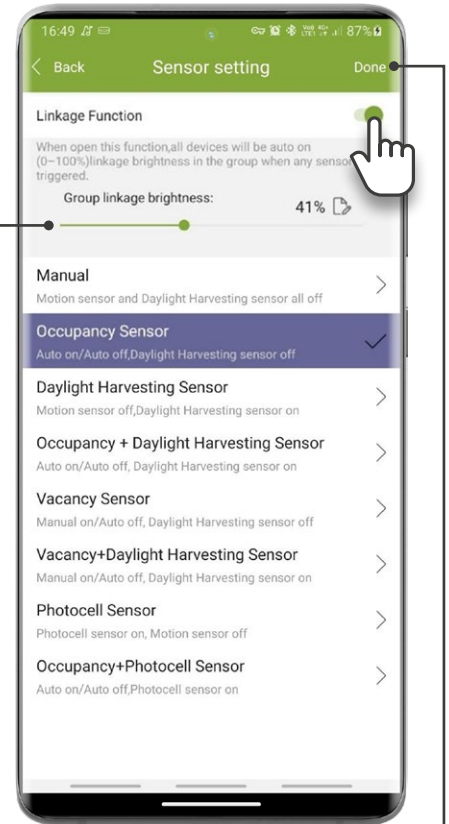 16:49 87%
Back Sensor setting Done
Linkage Function
When open this function,all devices will be auto on
(0~100%)linkage brightness in the group when any
triggered.
Group linkage brightness: 41%
Manual
Motion sensor and Daylight Harvesting sensor all off
Occupancy Sensor
Auto on/Auto off,Daylight Harvesting sensor off
Daylight Harvesting Sensor
Motion sensor off,Daylight Harvesting sensor on
Occupancy + Daylight Harvesting Sensor
Auto on/Auto off, Daylight Harvesting sensor on
Vacancy Sensor
Manual on/Auto off, Daylight Harvesting sensor off
Vacancy+Daylight Harvesting Sensor
Manual on/Auto off, Daylight Harvesting sensor on
Photocell Sensor
Photocell sensor on, Motion sensor off
Occupancy+Photocell Sensor
Auto on/Auto off,Photocell sensor on